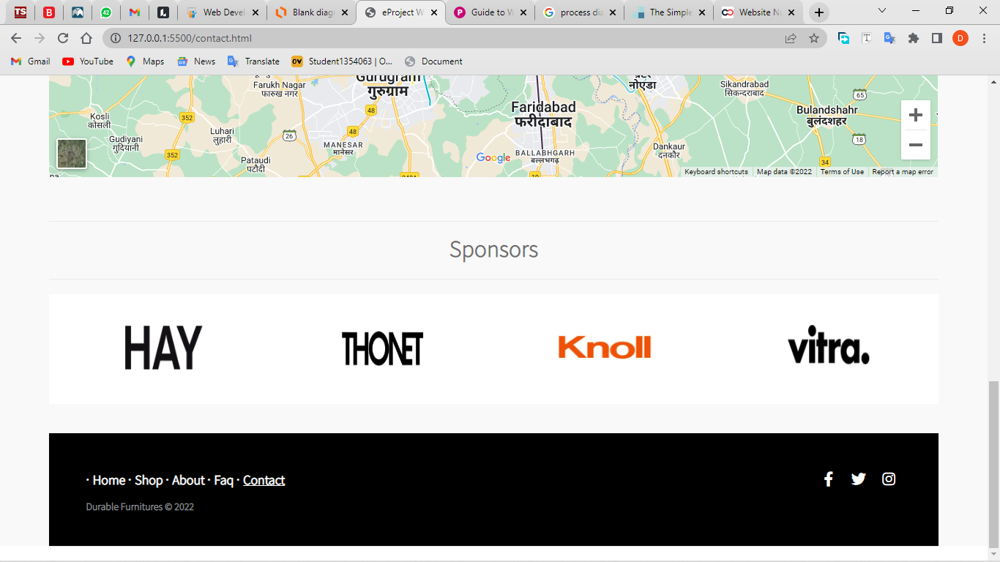 TS B 42 M L Web Devel Blank diagr eProject W Guide to W process dia The Simple Website Na
127.0.0.1:5500/contact.html D
Gmail YouTube Maps News Translate OV Student1354063 | O... Document
Gurugram
गुरुग्राम
Farukh Nagar
फारुख नगर
नोएडा
Sikandrabad
सिकन्दराबाद
65
Faridabad
फरीदाबाद
Bulandshahr
बुलंदशहर
Kosli
कोसली
352
48
Luhari
लुहारी
26
48
Gudiyani
गुदियानी
18
MANESAR
मानेसर
Dankaur
दनकौर
352
Pataudi
पटौदी
Google
BALLABHGARH
बल्लभगढ़
34
Keyboard shortcuts Map data ©2022 Terms of Use Report a map error
Sponsors
HAY THONET Knoll vitra.
· Home · Shop · About · Faq · Contact
Durable Furnitures © 2022